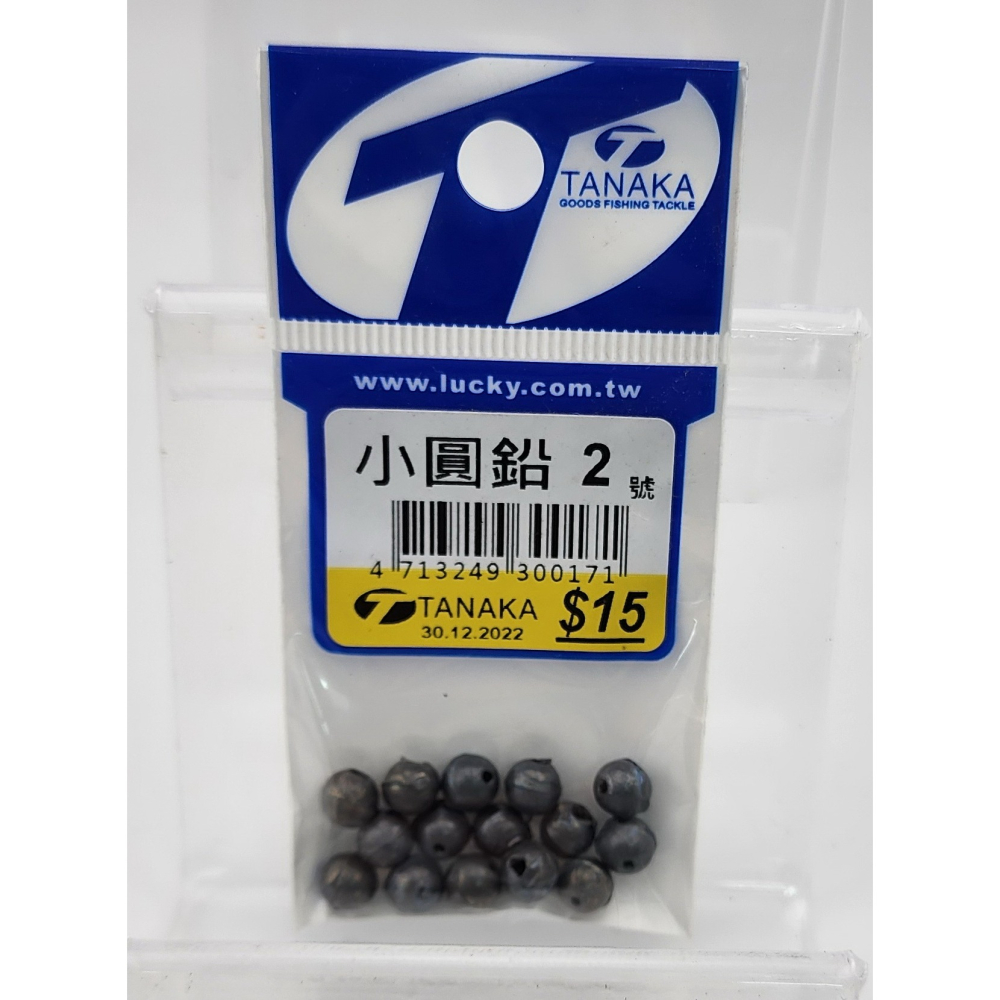 TANAKA
GOODS FISHING TACKLE
www.lucky.com.tw
小圓鉛 2 號
4 713249 300171
TANAKA $15
30.12.2022